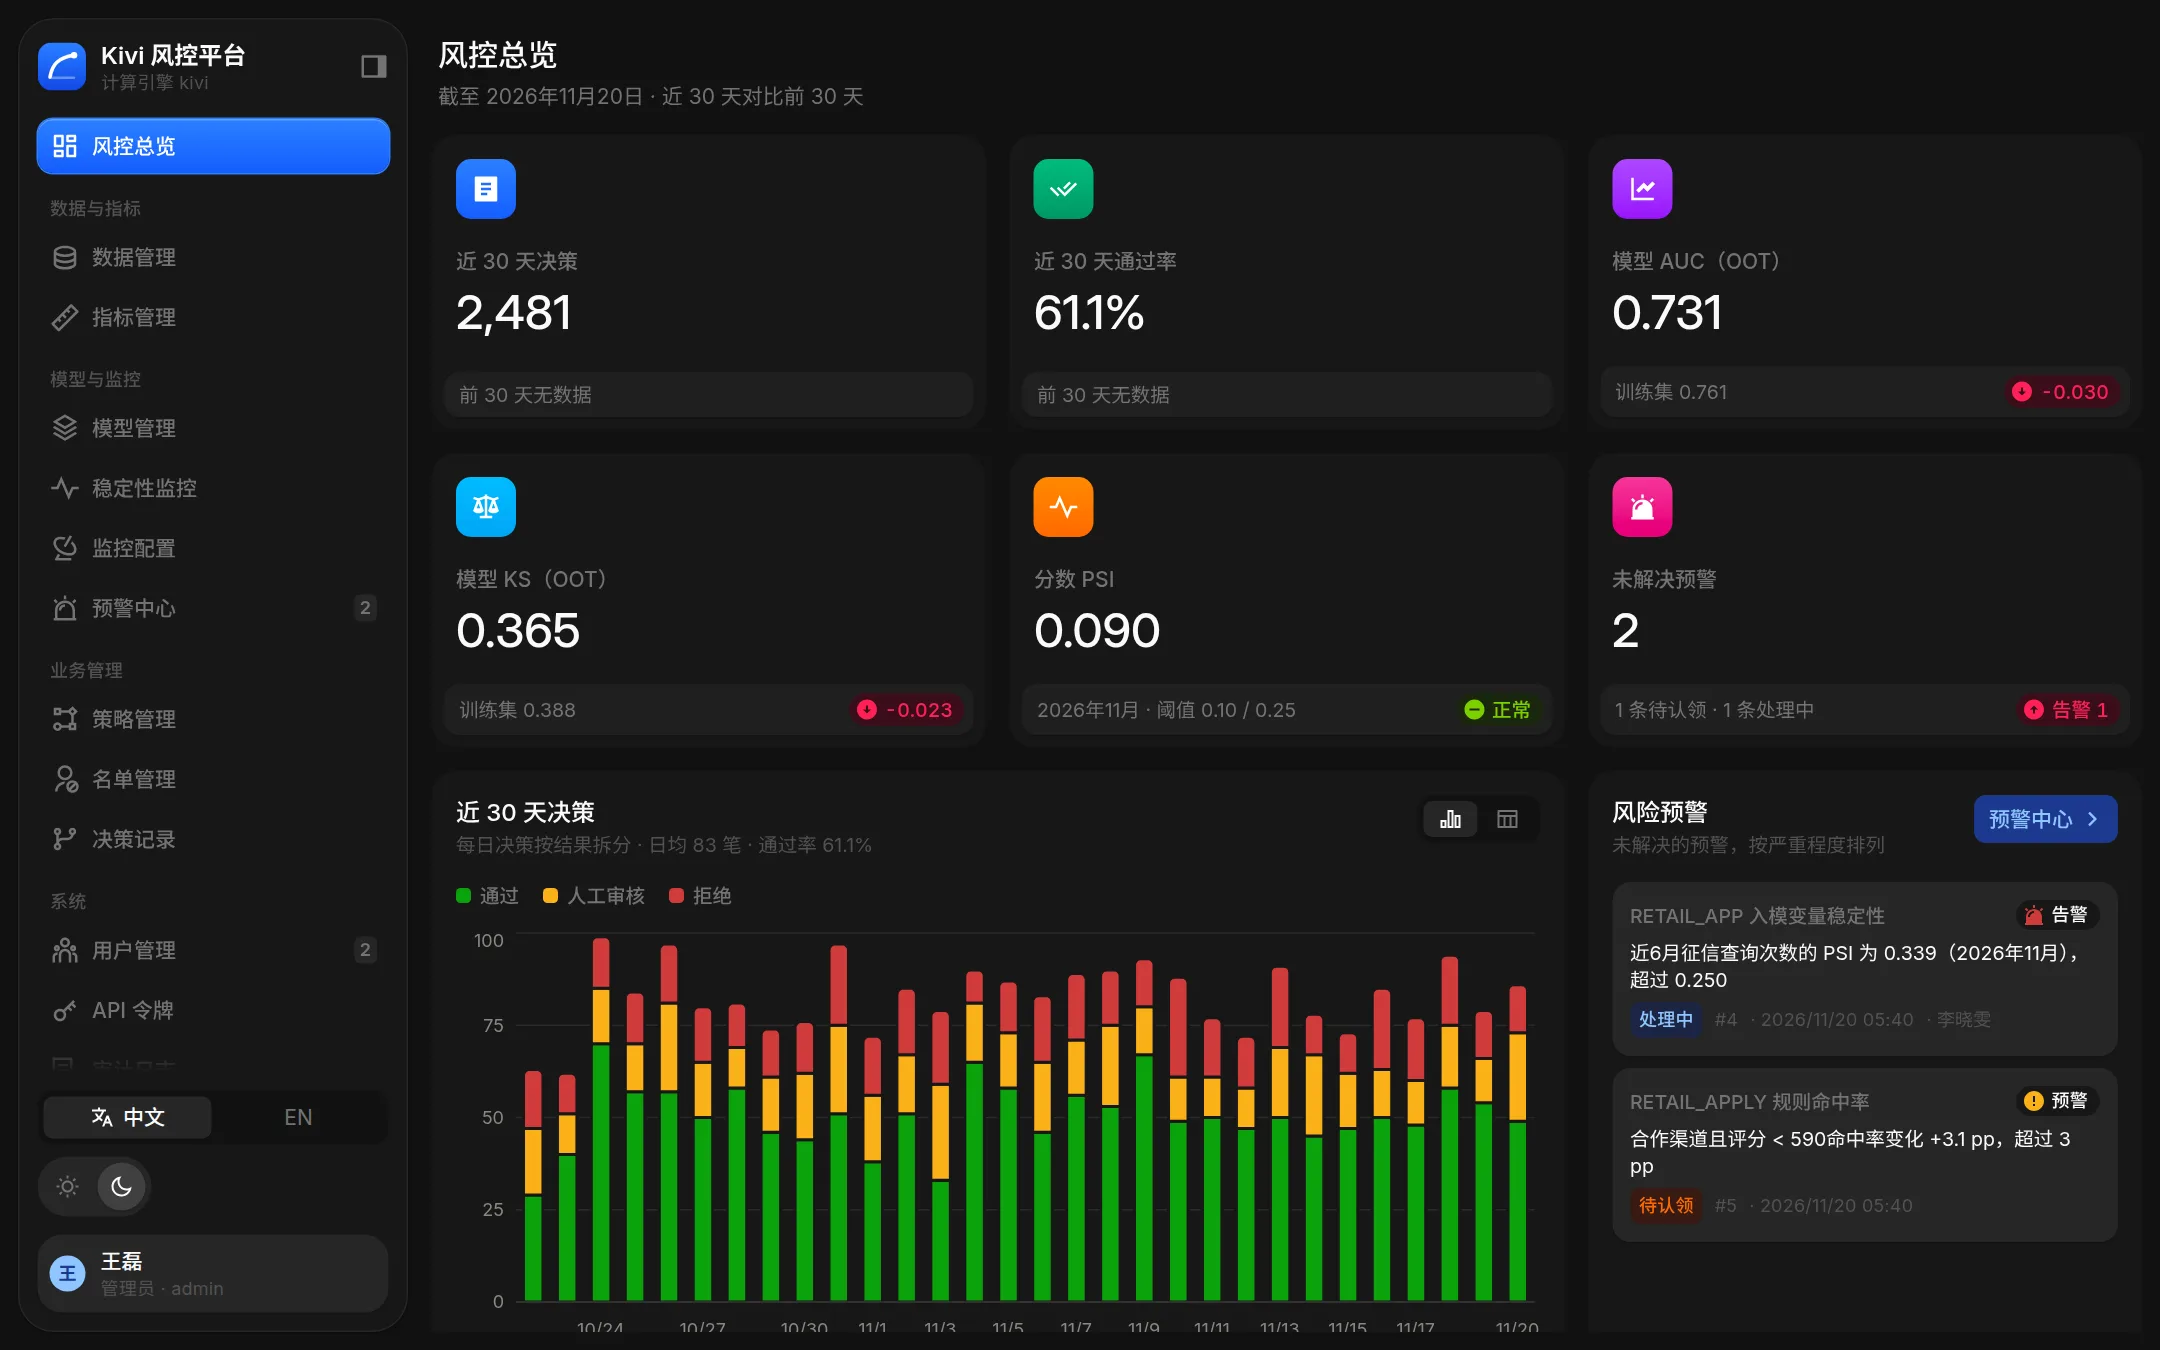 Kivi 风控平台
计算引擎 kivi
风控总览
数据与指标
数据管理
指标管理
模型与监控
模型管理
稳定性监控
监控配置
预警中心 2
业务管理
策略管理
名单管理
决策记录
系统
用户管理 2
API 令牌
中文 EN
王
王磊
管理员 · admin
风控总览
截至 2026年11月20日 · 近 30 天对比前 30 天
近 30 天决策
2,481
前 30 天无数据
近 30 天通过率
61.1%
前 30 天无数据
模型 AUC（OOT）
0.731
训练集 0.761 -0.030
模型 KS（OOT）
0.365
训练集 0.388 -0.023
分数 PSI
0.090
2026年11月 · 阈值 0.10 / 0.25 正常
未解决预警
2
1 条待认领 · 1 条处理中 告警 1
近 30 天决策
每日决策按结果拆分 · 日均 83 笔 · 通过率 61.1%
通过 人工审核 拒绝
100
75
50
25
0
10/24 10/27 10/30 11/1 11/3 11/5 11/7 11/9 11/11 11/13 11/15 11/17 11/20
风险预警
未解决的预警，按严重程度排列
预警中心
RETAIL_APP 入模变量稳定性 告警
近6月征信查询次数的 PSI 为 0.339（2026年11月），
超过 0.250
处理中 #4 · 2026/11/20 05:40 · 李晓雯
RETAIL_APPLY 规则命中率 预警
合作渠道且评分 < 590命中率变化 +3.1 pp，超过 3
pp
待认领 #5 · 2026/11/20 05:40